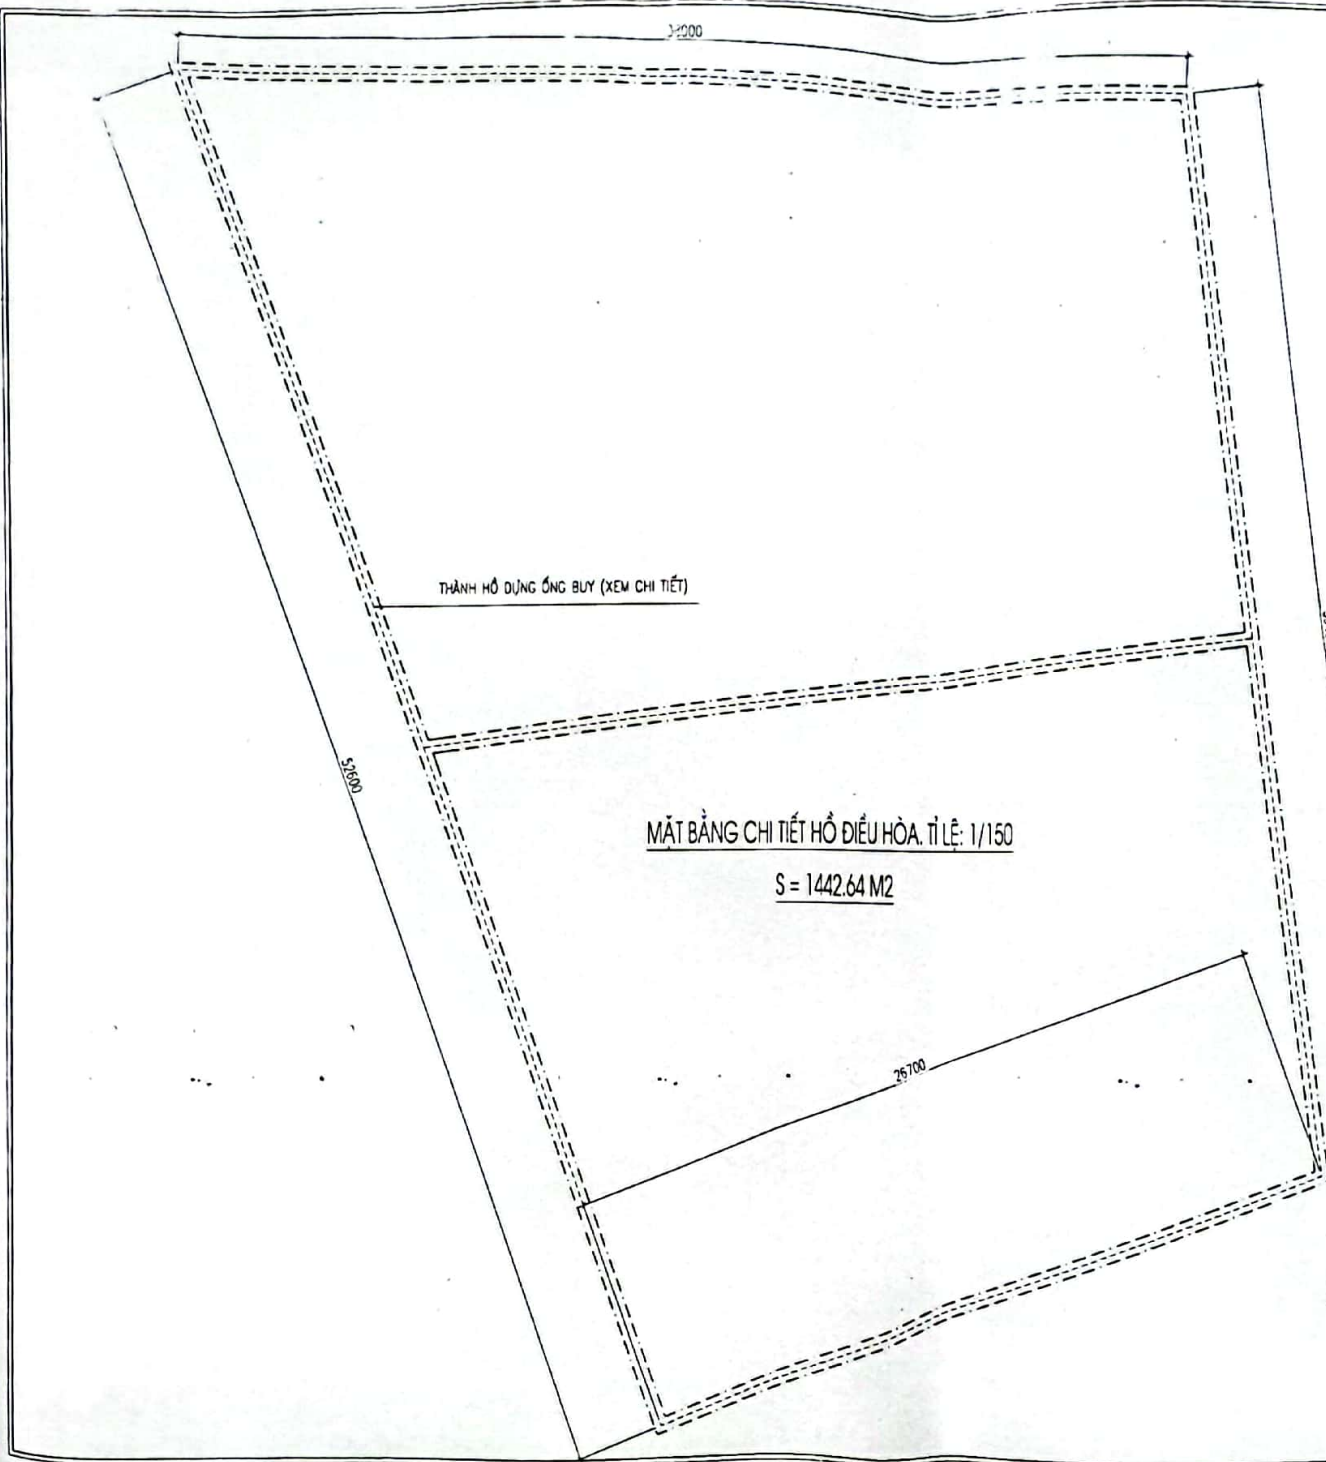 THÀNH HỒ DỰNG ỐNG BUY (XEM CHI TIẾT)
52600
MẶT BẰNG CHI TIẾT HỒ ĐIỀU HÒA. TỈ LỆ: 1/150
S = 1442.64 M2
26700